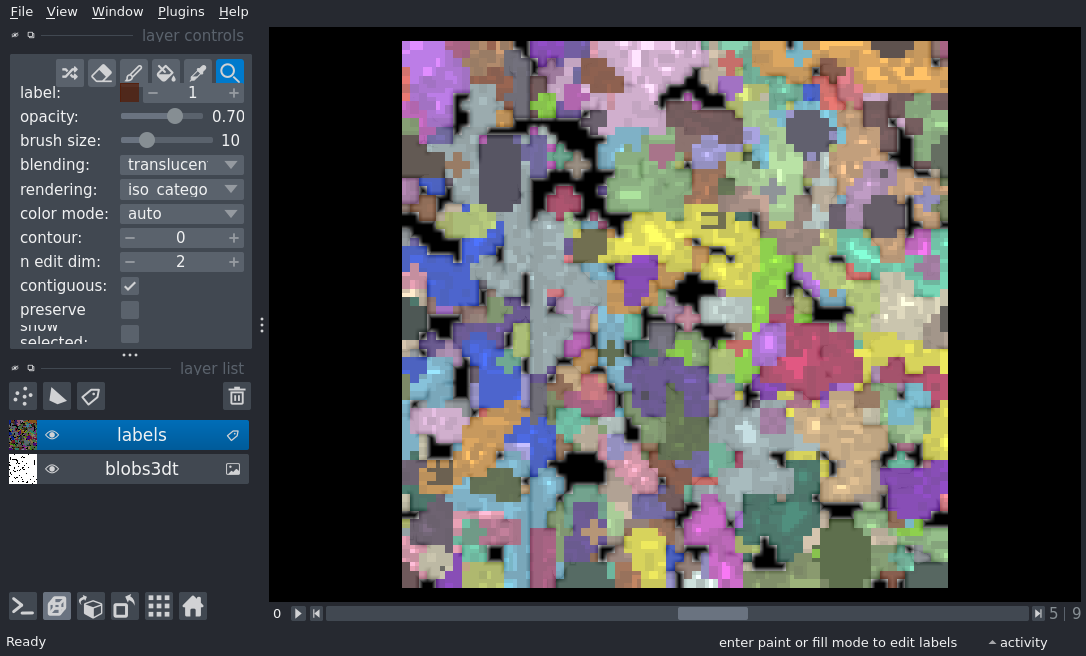 File View Window Plugins Help
layer controls
label: 1
opacity: 0.70
brush size: 10
blending: translucen
rendering: iso_catego
color mode: auto
contour: 0
n edit dim: 2
contiguous:
preserve
show
selected:
layer list
labels
blobs3dt
0 5 | 9
Ready enter paint or fill mode to edit labels activity